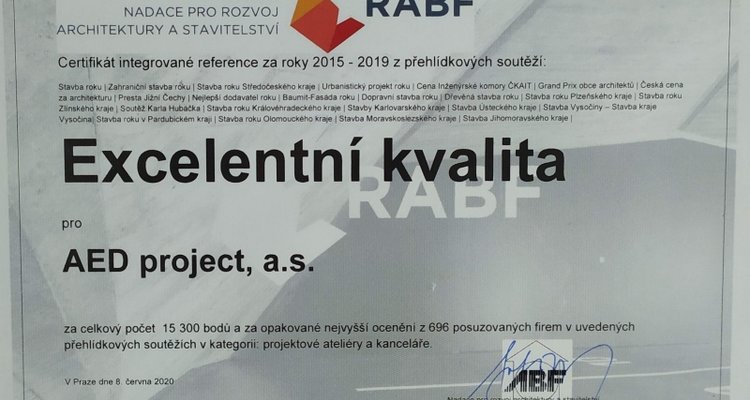 NADACE PRO ROZVOJ
ARCHITEKTURY A STAVITELSTVÍ
RABF
Certifikát integrované reference za roky 2015 - 2019 z přehlídkových soutěží:
Stavba roku | Zahraniční stavba roku | Stavba roku Středočeského kraje | Urbanistický projekt roku | Cena Inženýrské komory ČKAIT | Grand Prix obce architektů | Česká cena
za architekturu | Presta Jižní Čechy | Nejlepší dodavatel roku | Baumit-Fasáda roku | Dopravní stavba roku | Dřevěná stavba roku | Stavba roku Plzeňského kraje | Stavba roku
Zlínského kraje | Soutěž Karla Hubáčka | Stavba roku Královéhradeckého kraje | Stavby Karlovarského kraje | Stavba Ústeckého kraje | Stavba Vysočiny – Stavba kraje
Vysočina| Stavba roku v Pardubickém kraji | Stavba roku Olomouckého kraje | Stavba Moravskoslezského kraje | Stavba Jihomoravského kraje |
Excelentní kvalita
RABF
pro
AED project, a.s.
za celkový počet 15 300 bodů a za opakované nejvyšší ocenění z 696 posuzovaných firem v uvedených
přehlídkových soutěžích v kategorii: projektové ateliéry a kanceláře.
V Praze dne 8. června 2020
ABF
Nadace pro rozvoj architektury a stavitelství